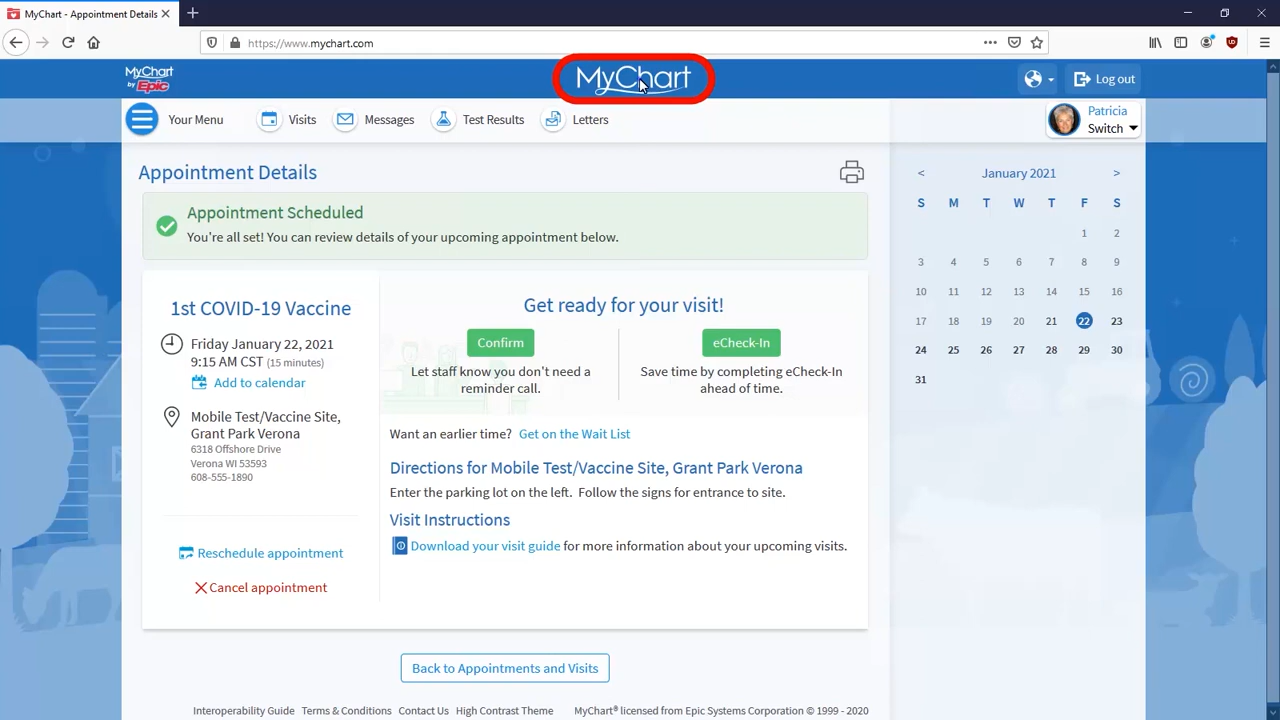 MyChart - Appointment Details
https://www.mychart.com
MyChart
by Epic
MyChart
Log out
Your Menu
Visits
Messages
Test Results
Letters
Patricia
Switch
Appointment Details
Appointment Scheduled
You're all set! You can review details of your upcoming appointment below.
1st COVID-19 Vaccine
Friday January 22, 2021
9:15 AM CST (15 minutes)
Add to calendar
Mobile Test/Vaccine Site,
Grant Park Verona
6318 Offshore Drive
Verona WI 53593
608-555-1890
Reschedule appointment
Cancel appointment
Get ready for your visit!
Confirm
Let staff know you don't need a
reminder call.
eCheck-In
Save time by completing eCheck-In
ahead of time.
Want an earlier time? Get on the Wait List
Directions for Mobile Test/Vaccine Site, Grant Park Verona
Enter the parking lot on the left. Follow the signs for entrance to site.
Visit Instructions
Download your visit guide for more information about your upcoming visits.
< January 2021 >
S M T W T F S
1 2
3 4 5 6 7 8 9
10 11 12 13 14 15 16
17 18 19 20 21 22 23
24 25 26 27 28 29 30
31
Back to Appointments and Visits
Interoperability Guide Terms & Conditions Contact Us High Contrast Theme MyChart® licensed from Epic Systems Corporation © 1999 - 2020